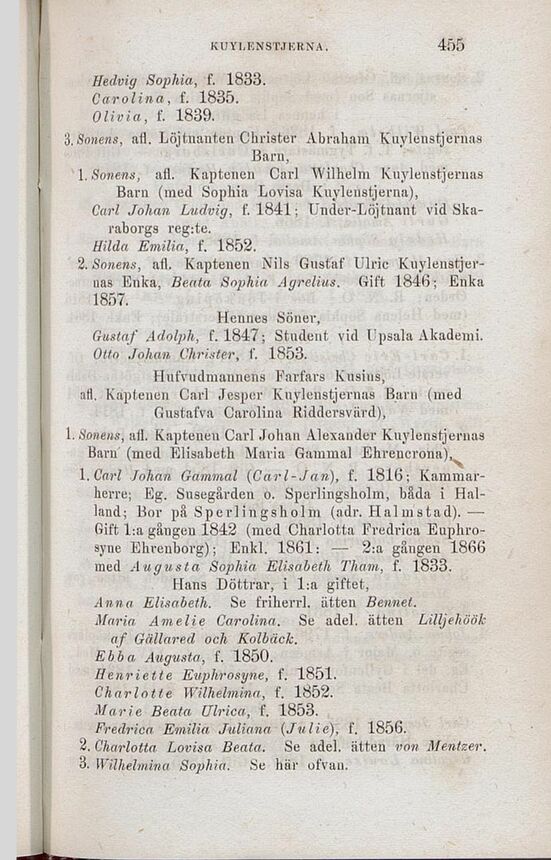 KUYLENSTJERNA. 455
Hedvig Sophia, f. 1833.
Carolina, f. 1835.
Olivia, f. 1839.
3. Sonens, afl. Löjtnanten Christer Abraham Kuylenstjernas
Barn,
1. Sonens, afl. Kaptenen Carl Wilhelm Kuylenstjernas
Barn (med Sophia Lovisa Kuylenstjerna),
Carl Johan Ludvig, f. 1841; Under-Löjtnant vid Ska-
raborgs reg:te.
Hilda Emilia, f. 1852.
2. Sonens, afl. Kaptenen Nils Gustaf Ulric Kuylenstjer-
nas Enka, Beata Sophia Agrelius. Gift 1846; Enka
1857.
Hennes Söner,
Gustaf Adolph, f. 1847; Student vid Upsala Akademi.
Otto Johan Christer, f. 1853.
Hufvudmannens Farfars Kusins,
afl. Kaptenen Carl Jesper Kuylenstjernas Barn (med
Gustafva Carolina Riddersvärd),
1. Sonens, afl. Kaptenen Carl Johan Alexander Kuylenstjernas
Barn (med Elisabeth Maria Gammal Ehrencrona),
1. Carl Johan Gammal (Carl-Jan), f. 1816; Kammar-
herre; Eg. Susegården o. Sperlingsholm, båda i Hal-
land; Bor på Sperlingsholm (adr. Halmstad). —
Gift 1:a gången 1842 (med Charlotta Fredrica Euphro-
syne Ehrenborg); Enkl. 1861: — 2:a gången 1866
med Augusta Sophia Elisabeth Tham, f. 1833.
Hans Döttrar, i 1:a giftet,
Anna Elisabeth. Se friherrl. ätten Bennet.
Maria Amelie Carolina. Se adel. ätten Lilljehöök
af Gällared och Kolbäck.
Ebba Augusta, f. 1850.
Henriette Euphrosyne, f. 1851.
Charlotte Wilhelmina, f. 1852.
Marie Beata Ulrica, f. 1853.
Fredrica Emilia Juliana (Julie), f. 1856.
2. Charlotta Lovisa Beata. Se adel. ätten von Mentzer.
3. Wilhelmina Sophia. Se här ofvan.